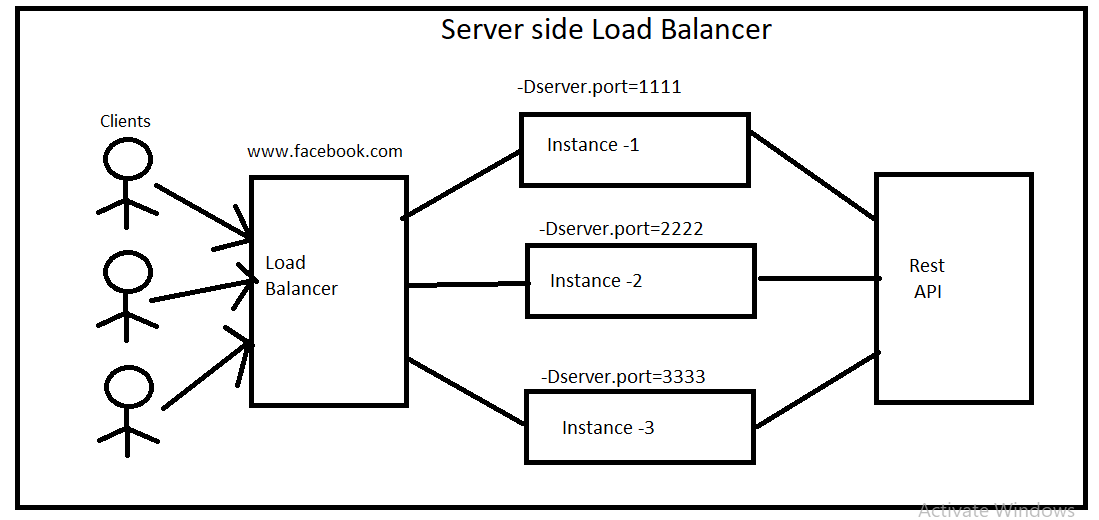 Server side Load Balancer
-Dserver.port=1111
Clients
Instance -1
www.facebook.com
-Dserver.port=2222
Load
Balancer
Instance -2
Rest
API
-Dserver.port=3333
Instance -3
Activate Windows